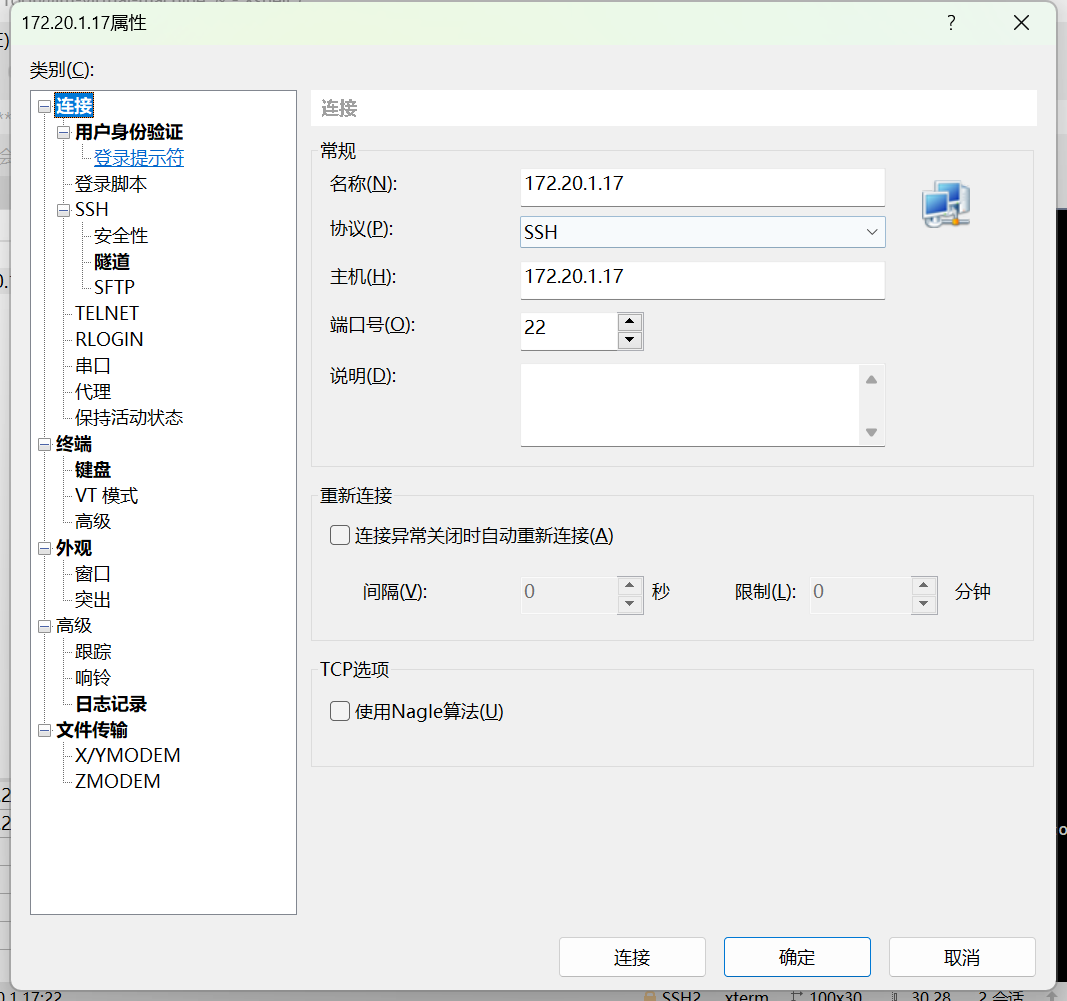 172.20.1.17属性
类别(C):
连接
用户身份验证
登录提示符
登录脚本
SSH
安全性
隧道
SFTP
TELNET
RLOGIN
串口
代理
保持活动状态
终端
键盘
VT 模式
高级
外观
窗口
突出
高级
跟踪
响铃
日志记录
文件传输
X/YMODEM
ZMODEM
连接
常规
名称(N): 172.20.1.17
协议(P): SSH
主机(H): 172.20.1.17
端口号(O): 22
说明(D):
重新连接
连接异常关闭时自动重新连接(A)
间隔(V): 0 秒 限制(L): 0 分钟
TCP选项
使用Nagle算法(U)
连接 确定 取消
0.1.17:22 SSH2 xterm 100x30 30,28 2 会话